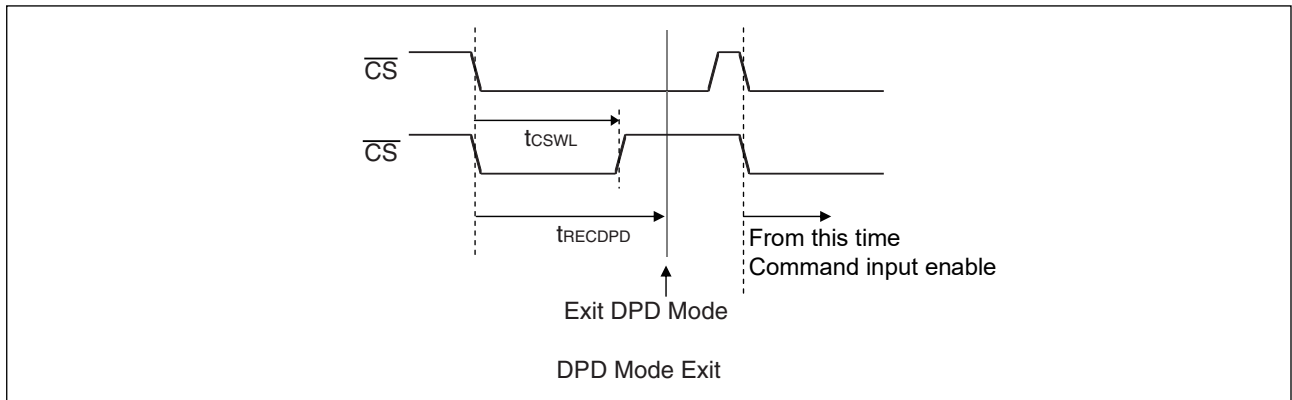 CS
tCSWL
CS
tRECDPD
From this time
Command input enable
Exit DPD Mode
DPD Mode Exit